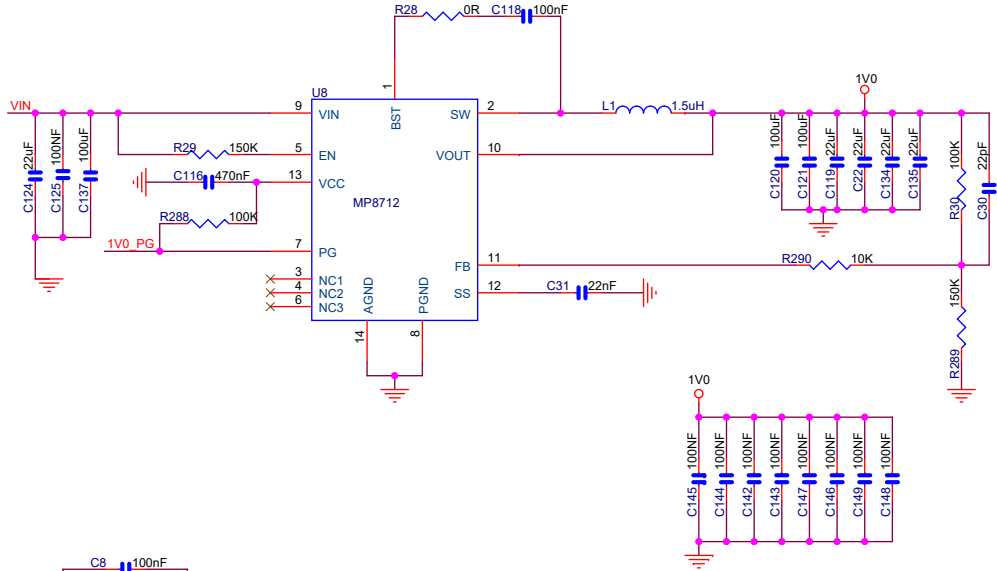 R28 0R C118 100nF
1V0
U8
VIN 9 VIN BST 1 SW 2 L1 1.5uH
C124 22uF C125 100NF C137 100uF
R29 150K 5 EN VOUT 10
C120 100uF C121 100uF C119 22uF C22 22uF C134 22uF C135 22uF R30 100K C30 22pF
C116 470nF 13 VCC
MP8712
R288 100K
1V0_PG 7 PG
FB 11 R290 10K
3 NC1
4 NC2 SS 12 C31 22nF
6 NC3
AGND PGND
14 8
R289 150K
1V0
C145 100NF C144 100NF C142 100NF C143 100NF C147 100NF C146 100NF C149 100NF C148 100NF
C8 100nF